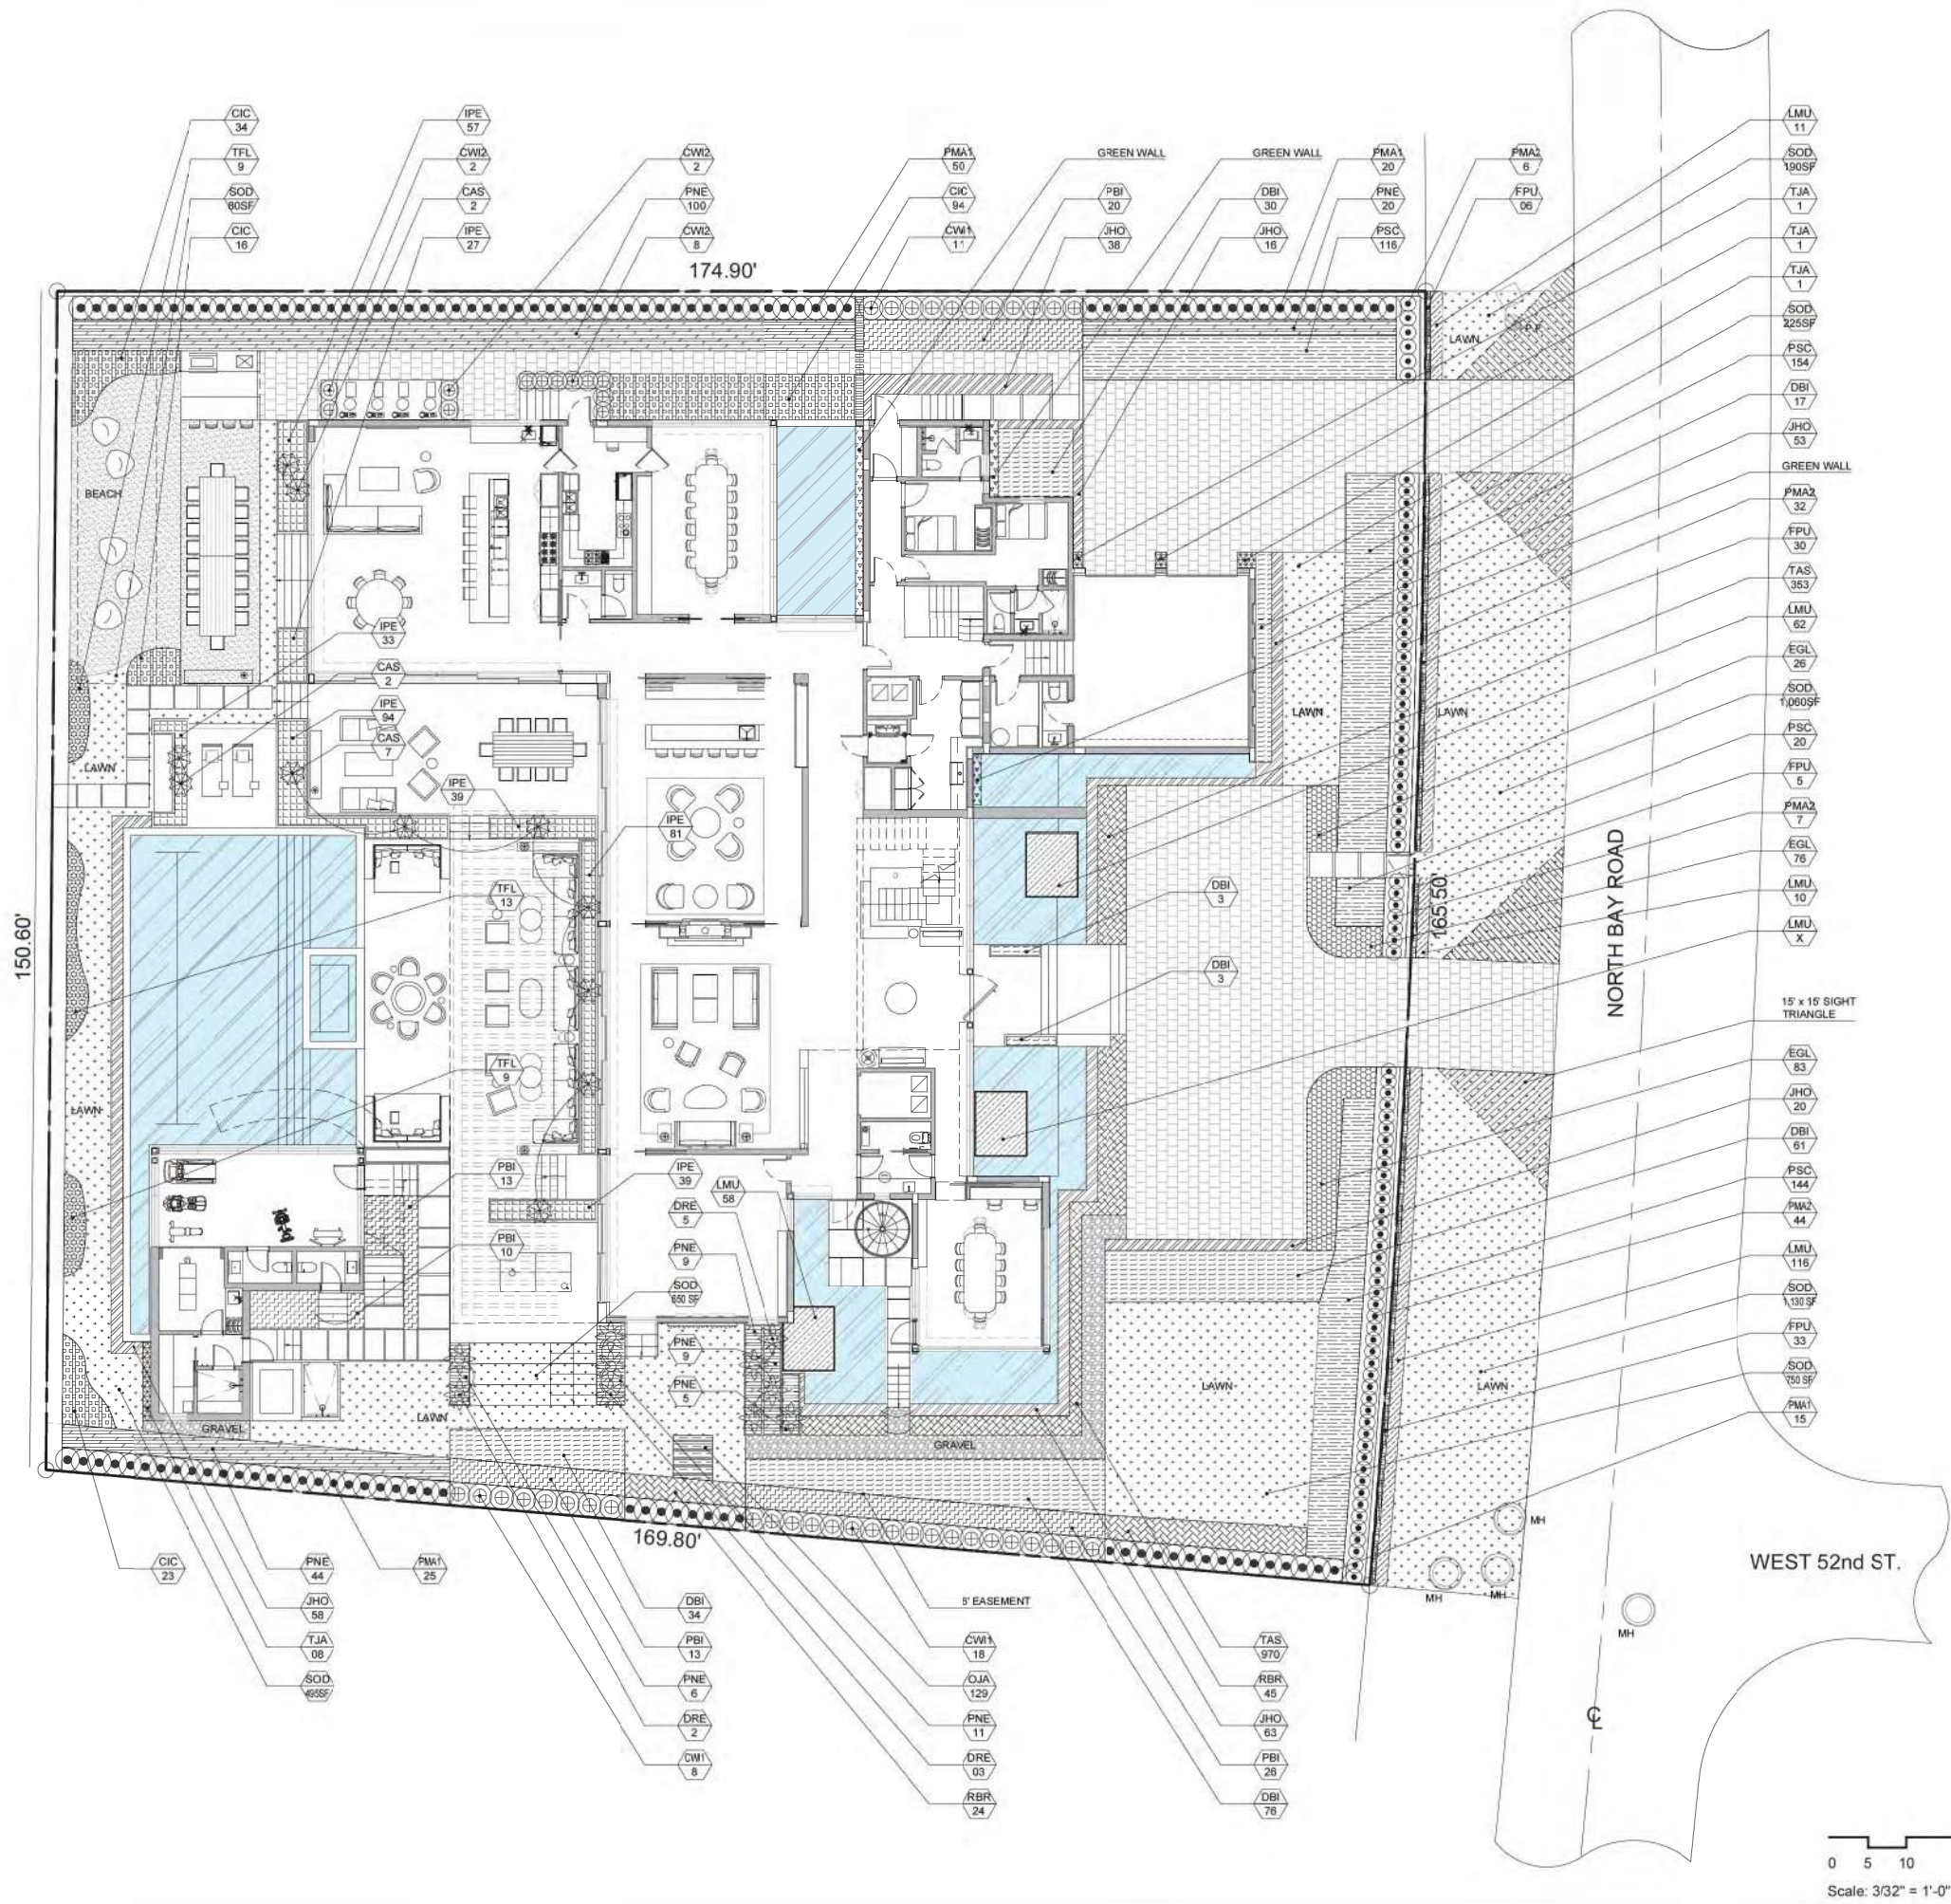 CIC
34
TFL
9
SOD
80SF
CIC
16
IPE
57
CWI2
2
CAS
2
IPE
27
CWI2
2
PNE
100
CWI2
8
PMA1
50
CIC
94
CWI1
11
GREEN WALL
PBI
20
JHO
38
GREEN WALL
DBI
30
JHO
16
PMA1
20
PNE
20
PSC
116
PMA2
6
FPU
06
LMU
11
SOD
190SF
TJA
1
TJA
1
TJA
1
SOD
225SF
PSC
154
DBI
17
JHO
53
GREEN WALL
PMA2
32
FPU
30
TAS
353
LMU
62
EGL
26
SOD
1,060SF
PSC
20
FPU
5
PMA2
7
EGL
76
LMU
10
LMU
X
15' x 15' SIGHT
TRIANGLE
EGL
83
JHO
20
DBI
61
PSC
144
PMA2
44
LMU
116
SOD
1,130 SF
FPU
33
SOD
750 SF
PMA1
15
174.90'
150.60'
165.50'
169.80'
P.P.
LAWN
BEACH
IPE
33
CAS
2
IPE
94
CAS
7
IPE
39
IPE
81
LAWN
LAWN
LAWN
TFL
13
DBI
3
DBI
3
NORTH BAY ROAD
TFL
9
LAWN
PBI
13
IPE
39
LMU
58
DRE
5
PBI
10
PNE
9
SOD
650 SF
PNE
9
PNE
5
LAWN
LAWN
LAWN
GRAVEL
GRAVEL
MH
MH
MH
MH
WEST 52nd ST.
CIC
23
PNE
44
JHO
58
TJA
08
SOD
495SF
PMA1
25
DBI
34
PBI
13
PNE
6
DRE
2
CWI1
8
5' EASEMENT
CWI1
18
OJA
129
PNE
11
DRE
03
RBR
24
TAS
970
RBR
45
JHO
63
PBI
26
DBI
76
0 5 10
Scale: 3/32" = 1'-0"